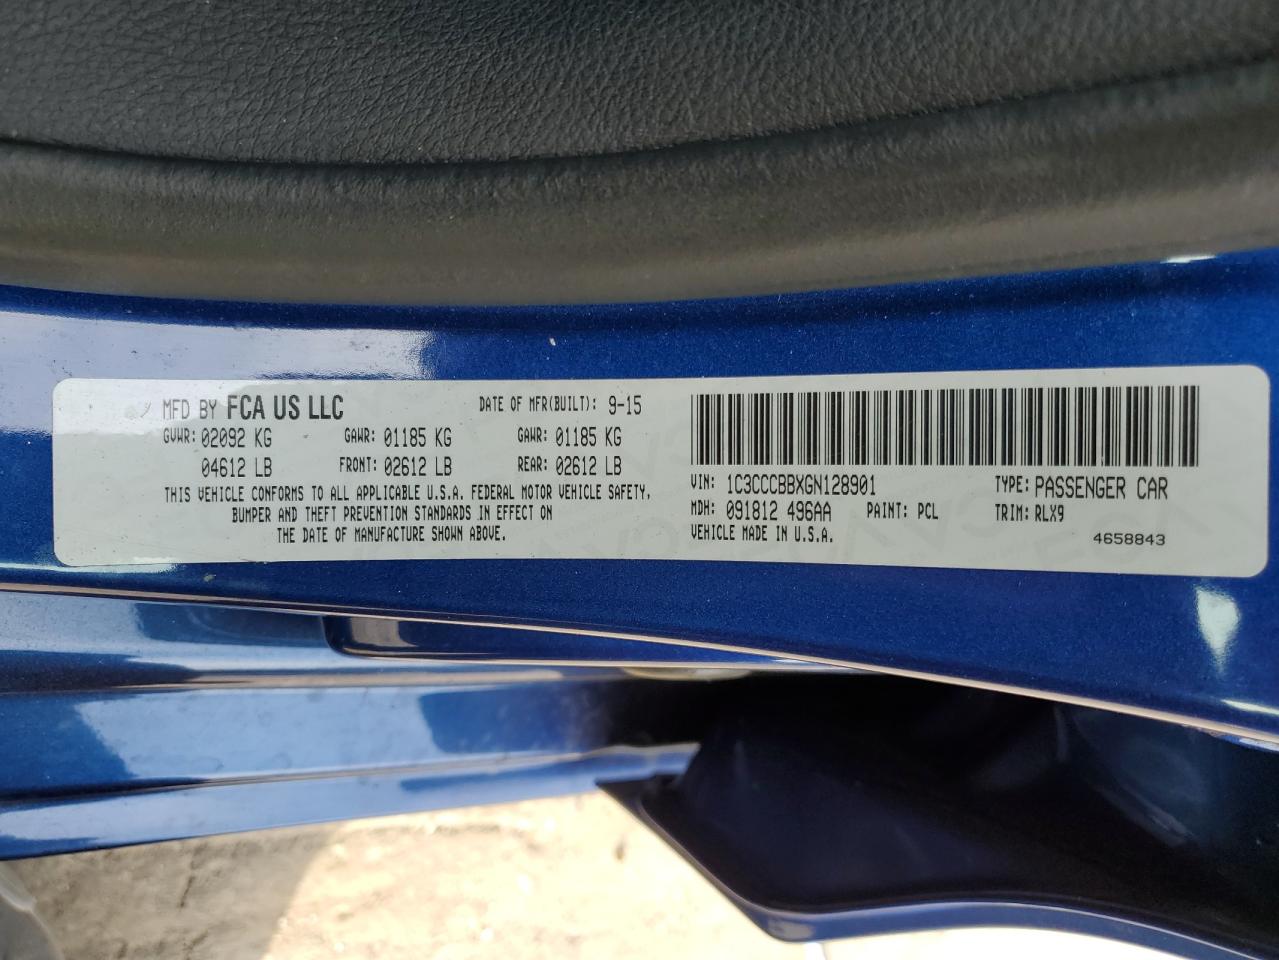 MFD BY FCA US LLC DATE OF MFR(BUILT): 9-15
GVWR: 02092 KG GAWR: 01185 KG GAWR: 01185 KG
04612 LB FRONT: 02612 LB REAR: 02612 LB
THIS VEHICLE CONFORMS TO ALL APPLICABLE U.S.A. FEDERAL MOTOR VEHICLE SAFETY,
BUMPER AND THEFT PREVENTION STANDARDS IN EFFECT ON
THE DATE OF MANUFACTURE SHOWN ABOVE.
VIN: 1C3CCCBBXGN128901 TYPE: PASSENGER CAR
MDH: 091812 496AA PAINT: PCL TRIM: RLX9
VEHICLE MADE IN U.S.A.
4658843